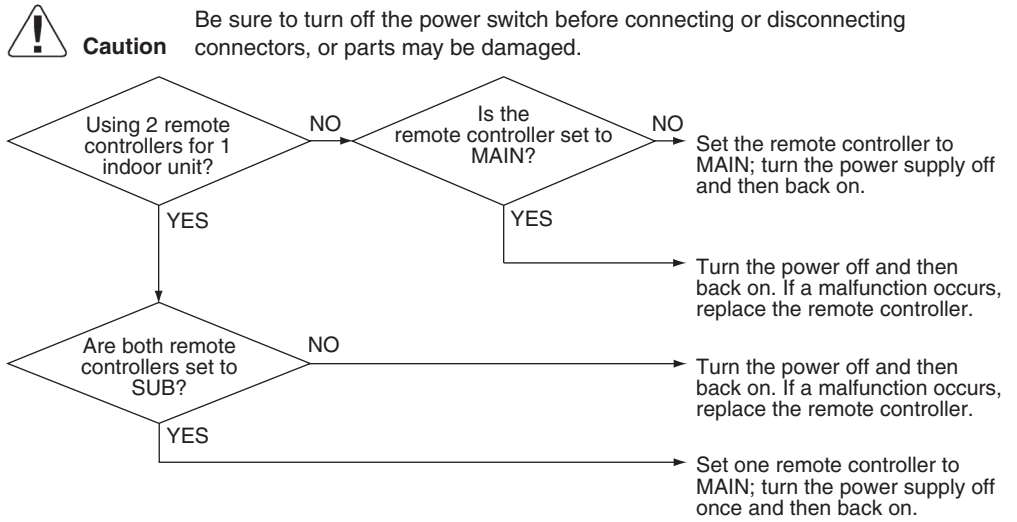 Be sure to turn off the power switch before connecting or disconnecting
Caution connectors, or parts may be damaged.
Using 2 remote
controllers for 1
indoor unit?
NO
Is the
remote controller set to
MAIN?
NO
Set the remote controller to
MAIN; turn the power supply off
and then back on.
YES
YES
Turn the power off and then
back on. If a malfunction occurs,
replace the remote controller.
Are both remote
controllers set to
SUB?
NO
Turn the power off and then
back on. If a malfunction occurs,
replace the remote controller.
YES
Set one remote controller to
MAIN; turn the power supply off
once and then back on.